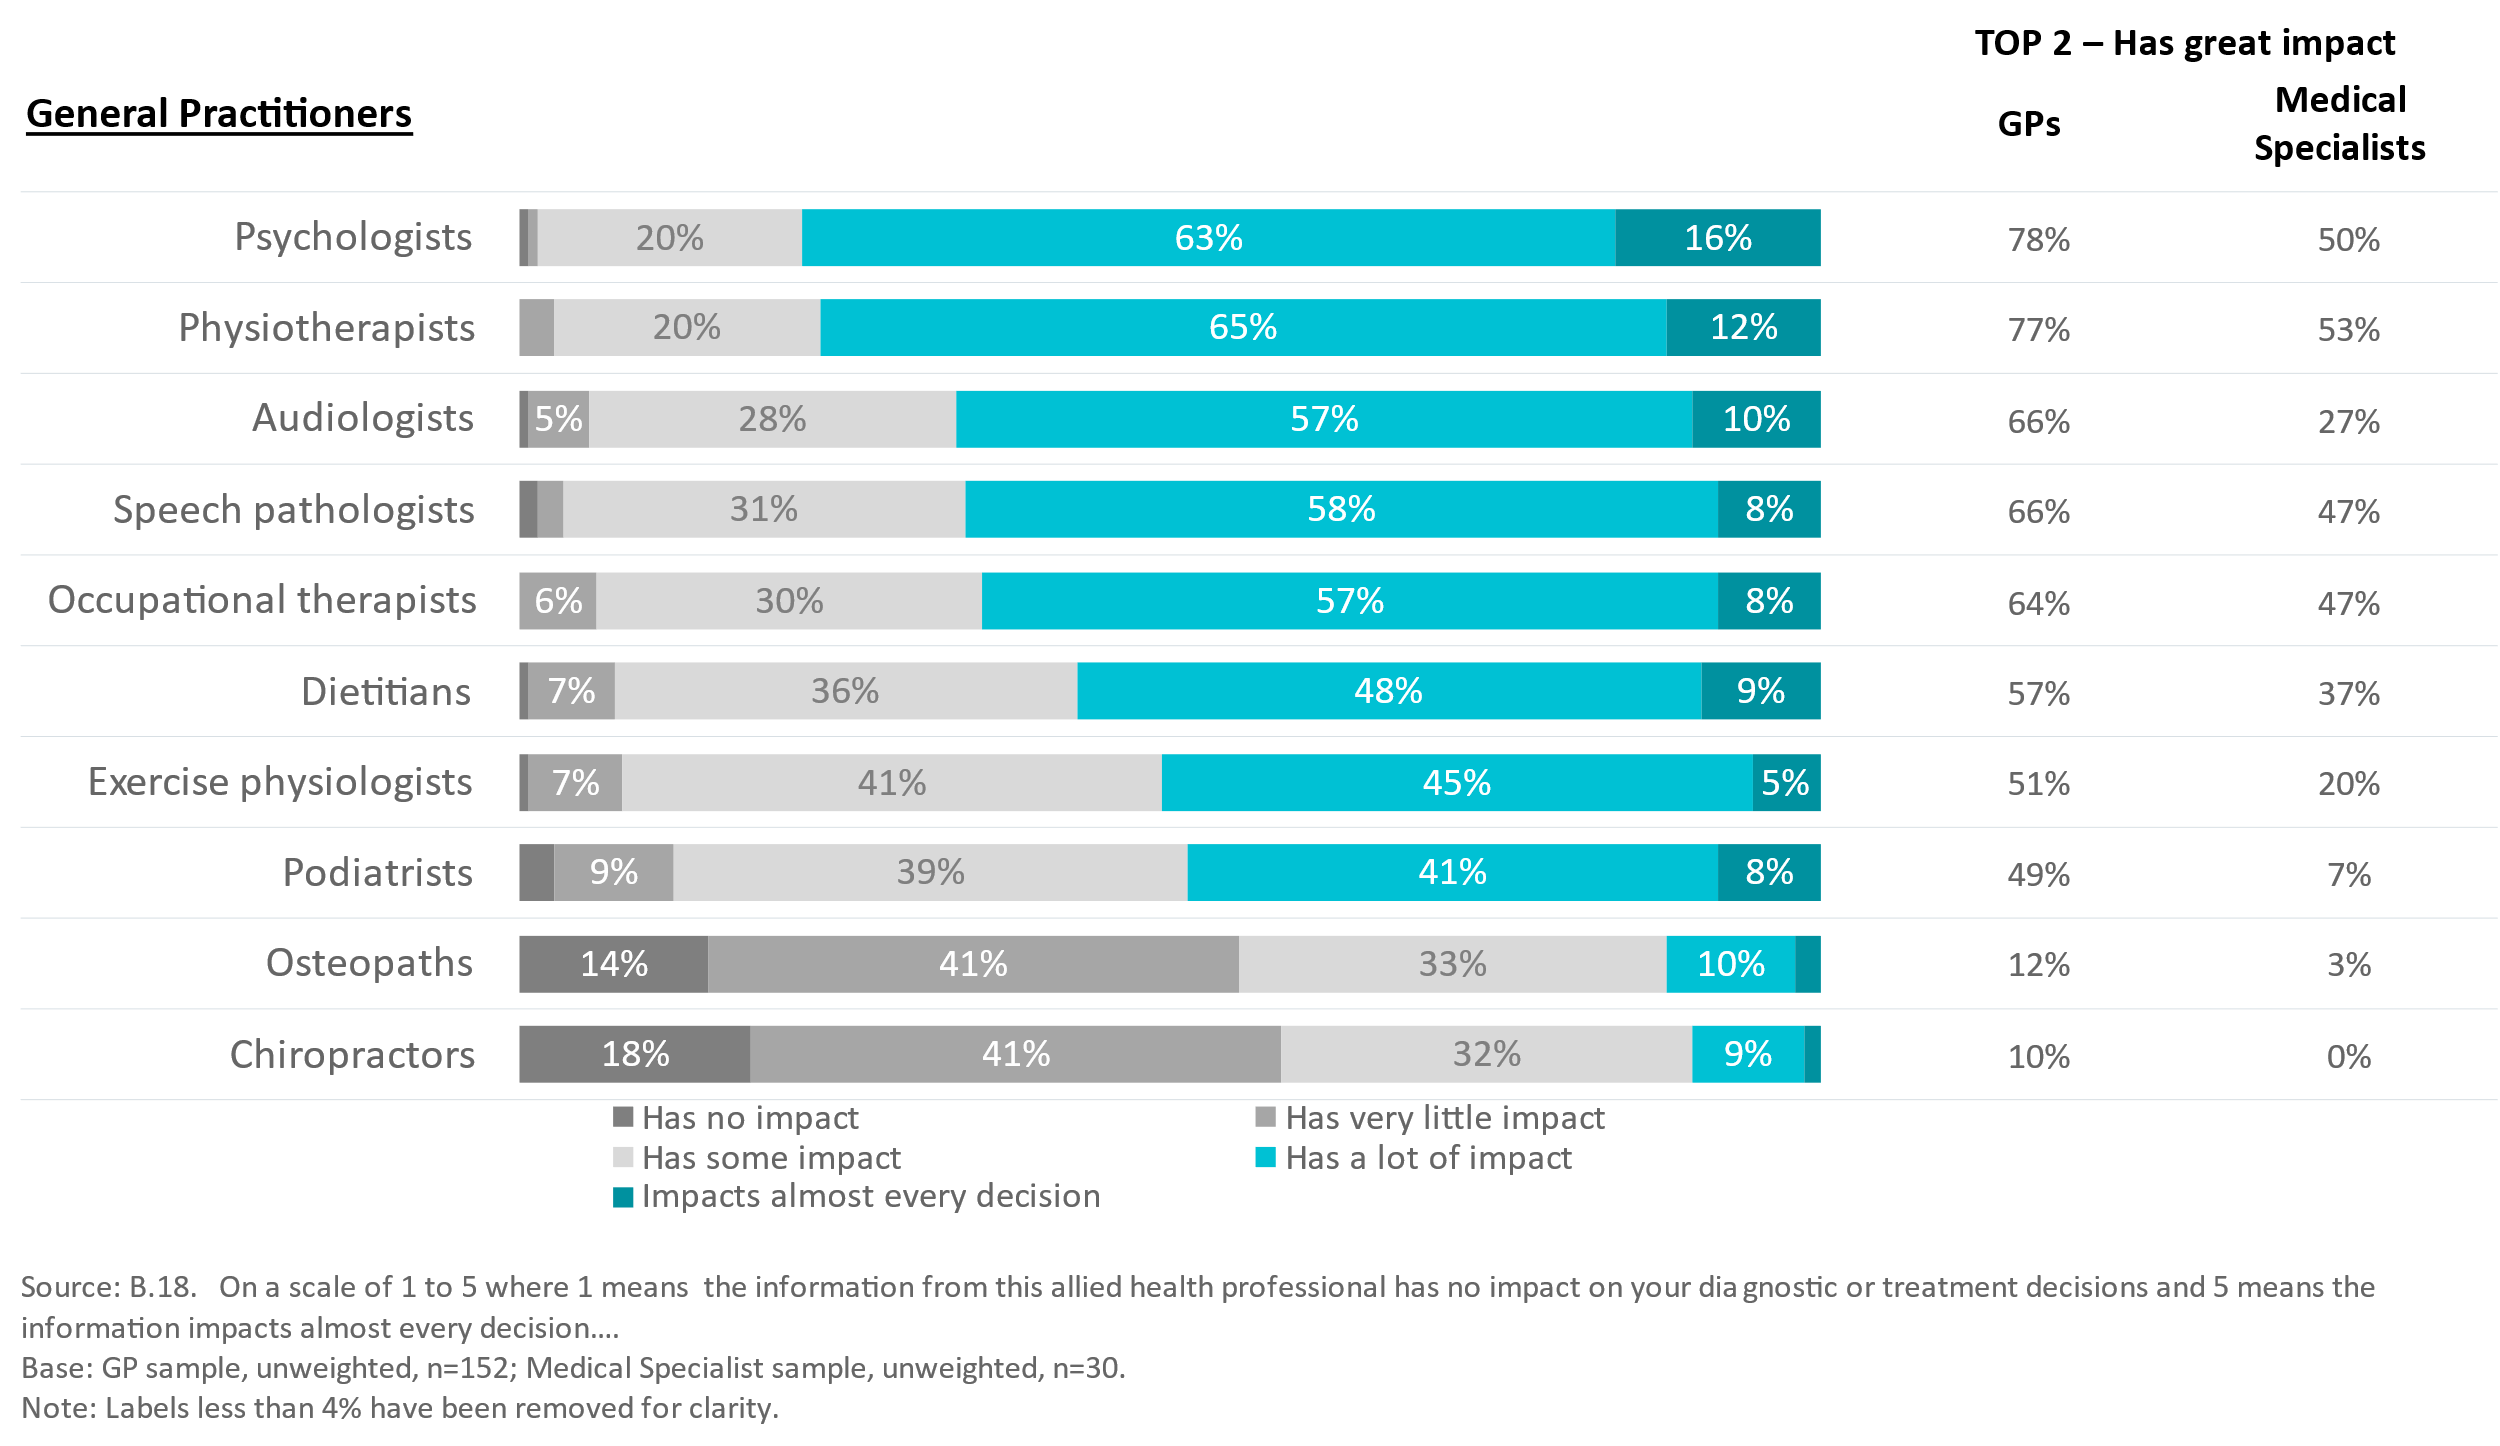 TOP 2 – Has great impact
General Practitioners
GPs
Medical
Specialists
Psychologists 20% 63% 16% 78% 50%
Physiotherapists 20% 65% 12% 77% 53%
Audiologists 5% 28% 57% 10% 66% 27%
Speech pathologists 31% 58% 8% 66% 47%
Occupational therapists 6% 30% 57% 8% 64% 47%
Dietitians 7% 36% 48% 9% 57% 37%
Exercise physiologists 7% 41% 45% 5% 51% 20%
Podiatrists 9% 39% 41% 8% 49% 7%
Osteopaths 14% 41% 33% 10% 12% 3%
Chiropractors 18% 41% 32% 9% 10% 0%
Has no impact Has very little impact
Has some impact Has a lot of impact
Impacts almost every decision
Source: B.18. On a scale of 1 to 5 where 1 means the information from this allied health professional has no impact on your diagnostic or treatment decisions and 5 means the
information impacts almost every decision....
Base: GP sample, unweighted, n=152; Medical Specialist sample, unweighted, n=30.
Note: Labels less than 4% have been removed for clarity.